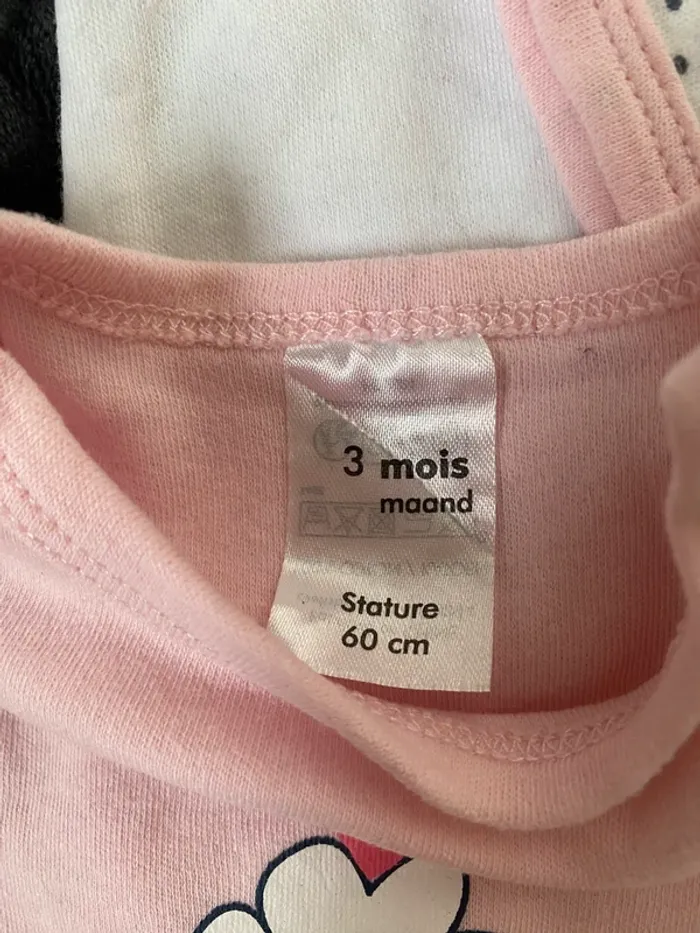 3 mois
maand
Stature
60 cm